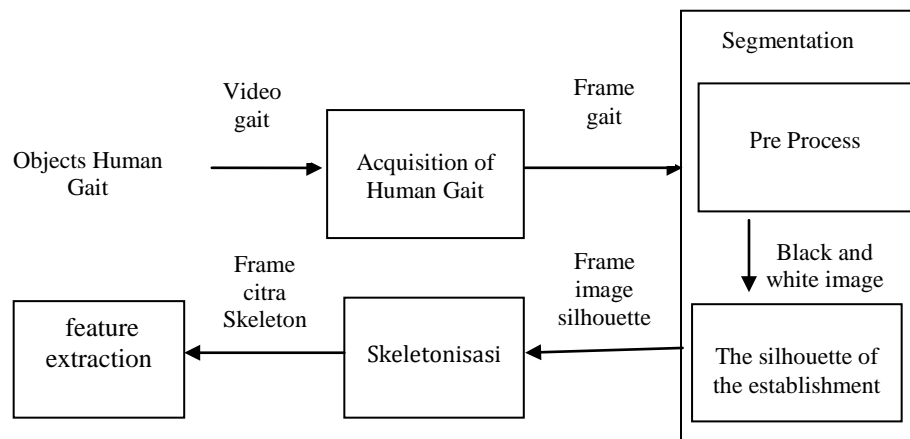 Objects Human
Gait
Video
gait
Acquisition of
Human Gait
Frame
gait
Segmentation
Pre Process
Black and
white image
The silhouette of
the establishment
Frame
image
silhouette
Skeletonisasi
Frame
citra
Skeleton
feature
extraction